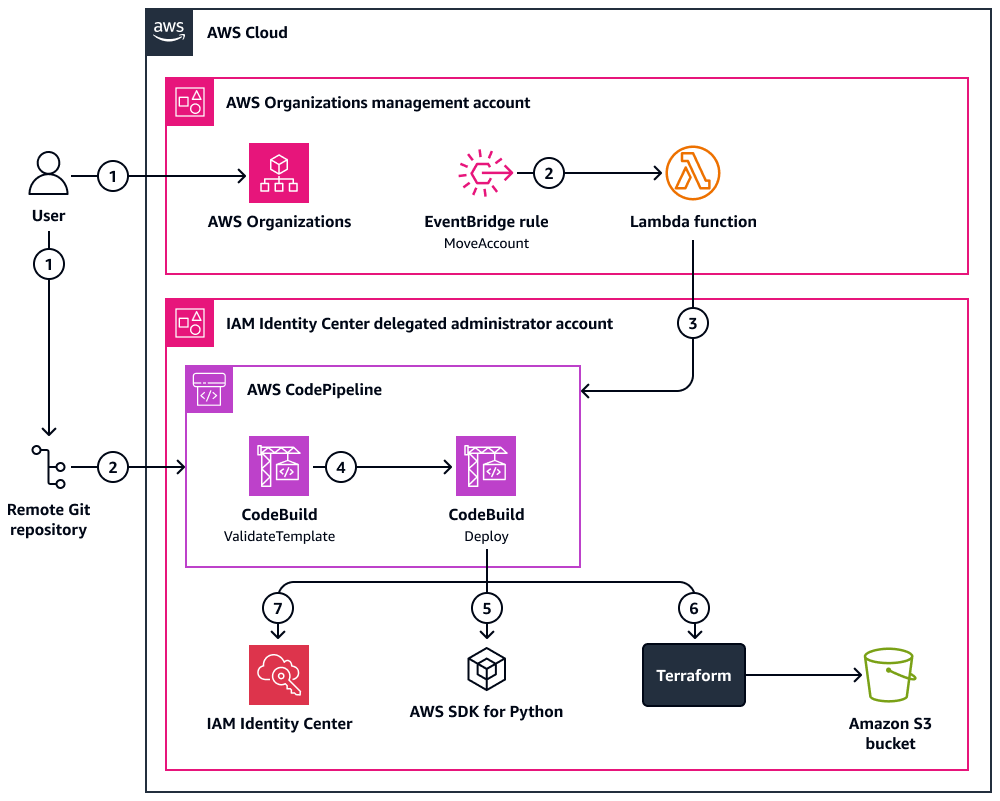 aws
AWS Cloud
AWS Organizations management account
1
2
User
AWS Organizations
EventBridge rule
MoveAccount
Lambda function
1
IAM Identity Center delegated administrator account
3
AWS CodePipeline
2
4
Remote Git
repository
CodeBuild
ValidateTemplate
CodeBuild
Deploy
7
5
6
Terraform
IAM Identity Center
AWS SDK for Python
Amazon S3
bucket